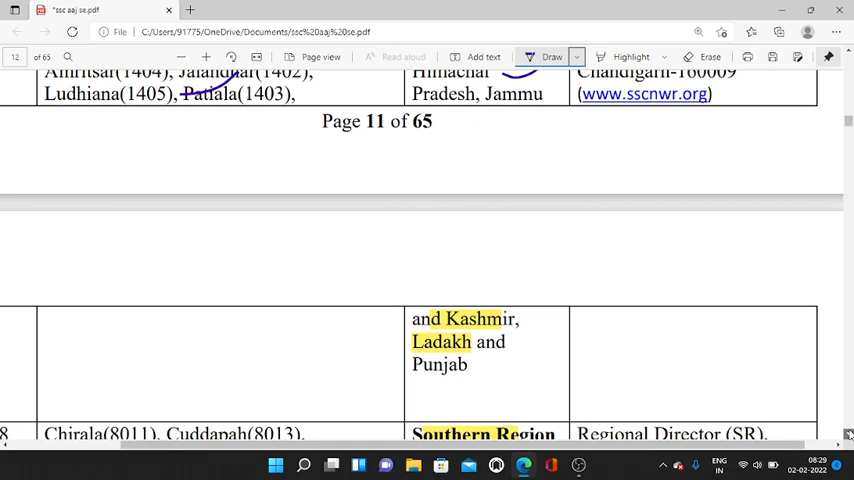 *ssc aaj se.pdf
File C:/Users/91775/OneDrive/Documents/ssc%20aaj%20se.pdf
12 of 65 Page view Read aloud Add text Draw Highlight Erase
Amritsar(1404), Jalandhar(1402), Himachal Chandigarh-160009
Ludhiana(1405), Patiala(1403), Pradesh, Jammu (www.sscnwr.org)
Page 11 of 65
and Kashmir,
Ladakh and
Punjab
8 Chirala(8011), Cuddapah(8013), Southern Region Regional Director (SR),
ENG 08:29
IN 02-02-2022
4